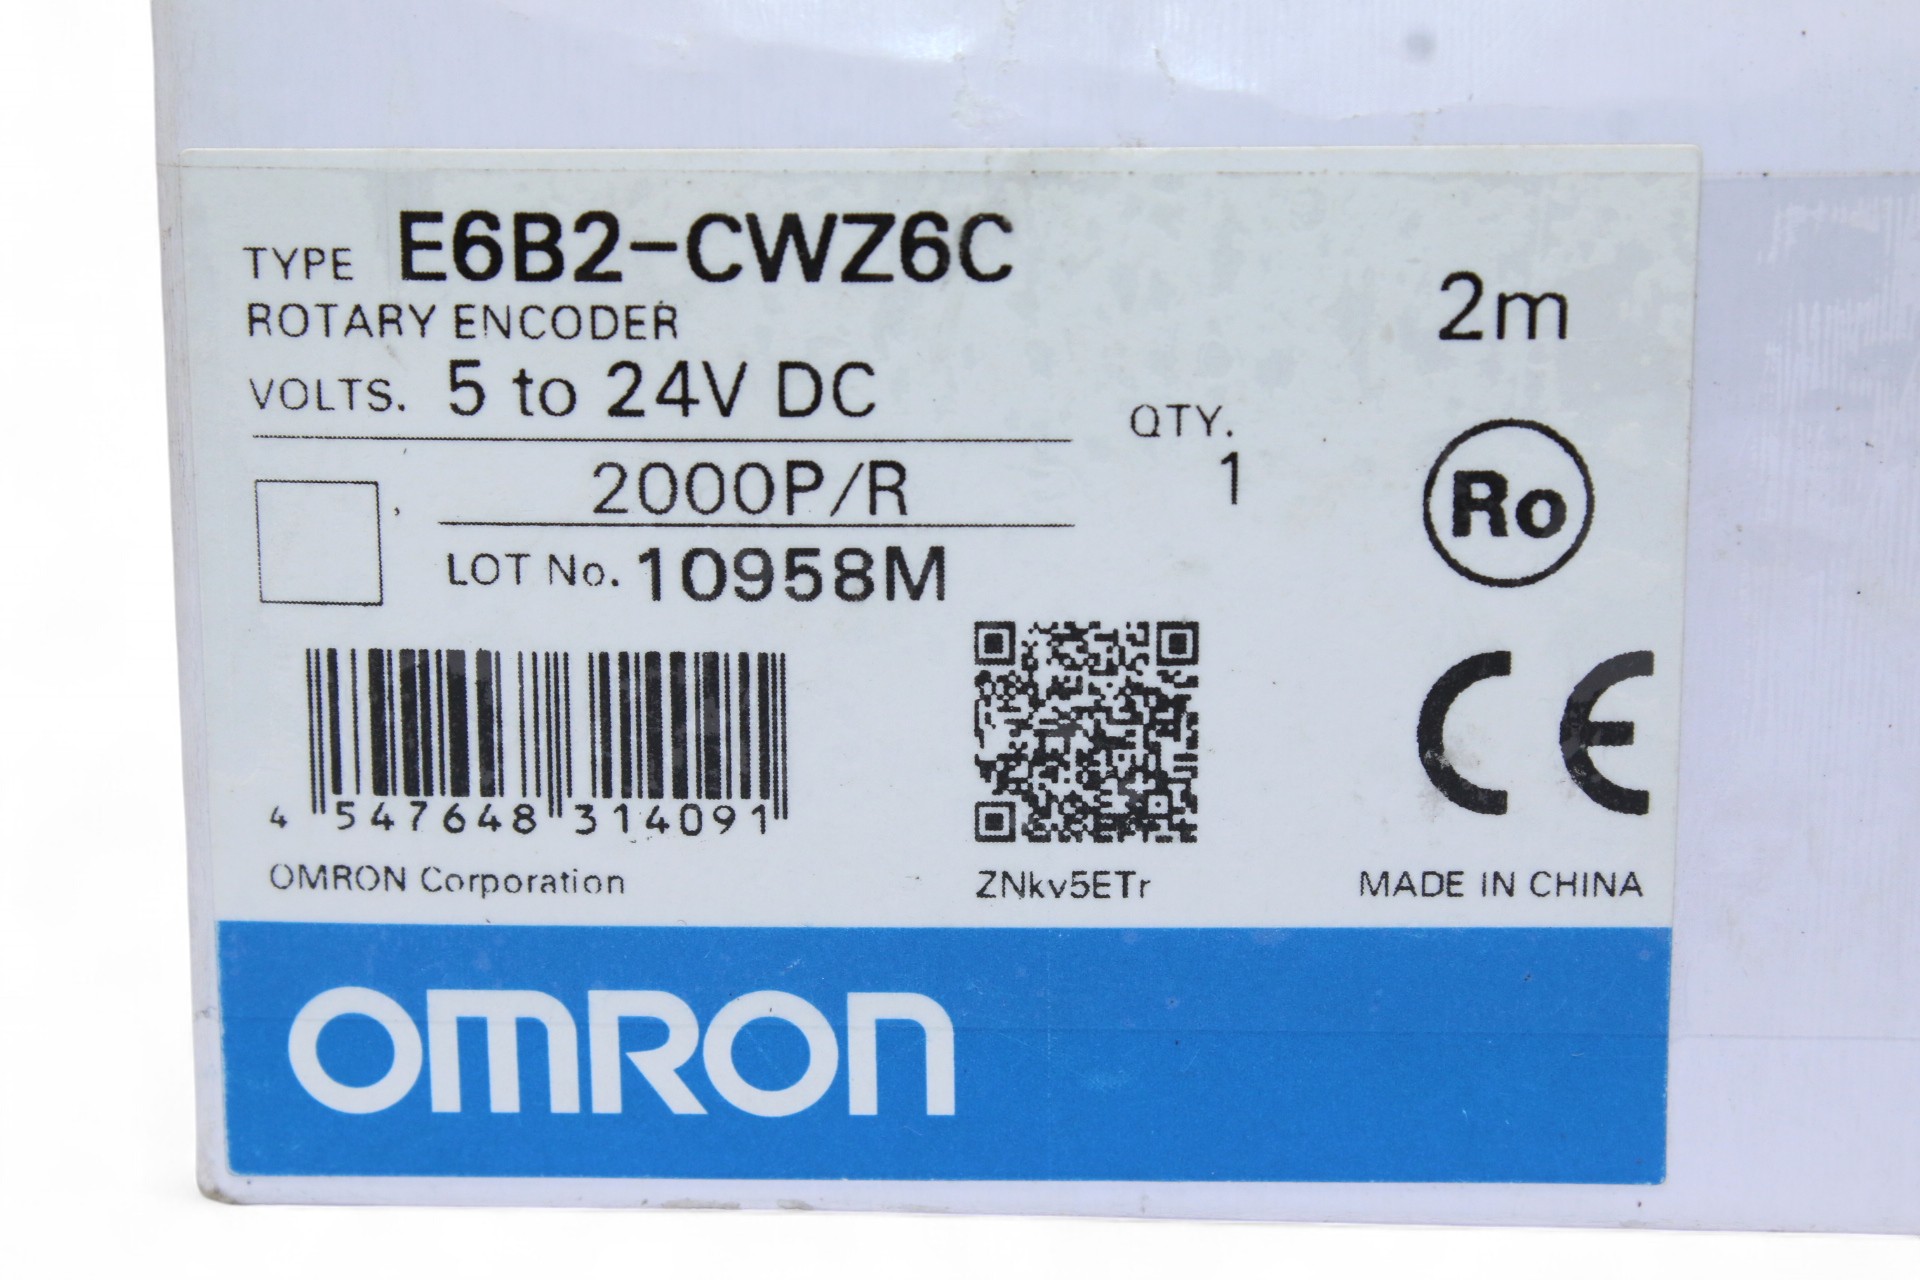 TYPE E6B2-CWZ6C
ROTARY ENCODER
2m
VOLTS. 5 to 24V DC
QTY.
1
2000P/R
Ro
LOT No. 10958M
CE
4 547648 314091
OMRON Corporation
ZNkv5ETr
MADE IN CHINA
OMRON